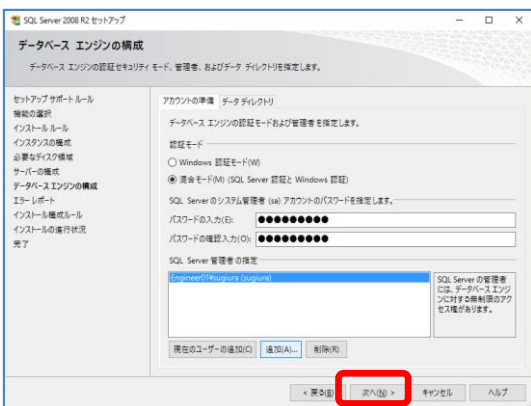 SQL Server 2008 R2 セットアップ
データベース エンジンの構成
データベース エンジンの認証セキュリティ モード、管理者、およびデータ ディレクトリを指定します。
セットアップ サポート ルール
機能の選択
インストール ルール
インスタンスの構成
必要なディスク領域
サーバーの構成
データベース エンジンの構成
エラー レポート
インストール構成ルール
インストールの進行状況
完了
アカウントの準備 データ ディレクトリ
データベース エンジンの認証モードおよび管理者を指定します。
認証モード
Windows 認証モード(W)
混合モード(M) (SQL Server 認証と Windows 認証)
SQL Server のシステム管理者 (sa) アカウントのパスワードを指定します。
パスワードの入力(E): ●●●●●●●●●
パスワードの確認入力(O): ●●●●●●●●●
SQL Server 管理者の指定
Engineer01¥sugiura (sugiura)
SQL Server の管理者
には、データベース エンジ
ンに対する無制限のアク
セス権があります。
現在のユーザーの追加(C) 追加(A)... 削除(R)
< 戻る(B) 次へ(N) > キャンセル ヘルプ